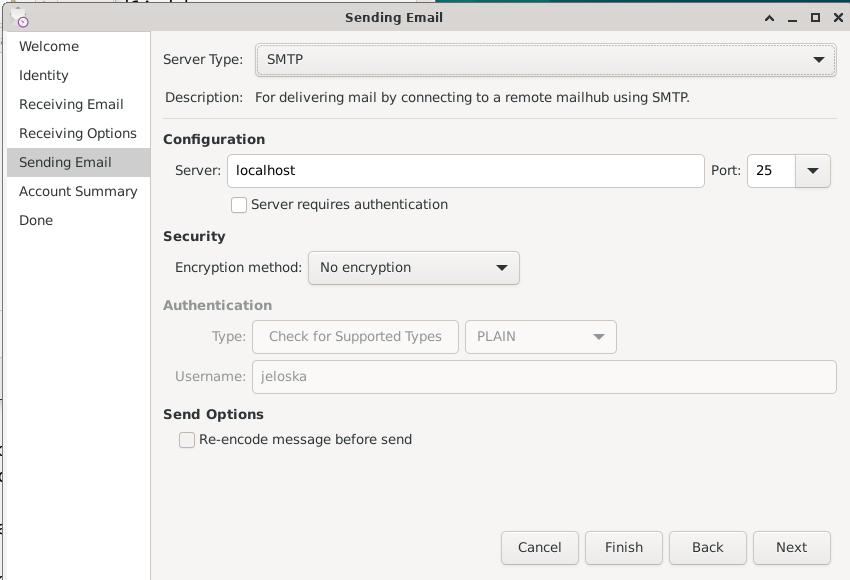 Sending Email
Welcome
Identity
Receiving Email
Receiving Options
Sending Email
Account Summary
Done
Server Type: SMTP
Description: For delivering mail by connecting to a remote mailhub using SMTP.
Configuration
Server: localhost Port: 25
Server requires authentication
Security
Encryption method: No encryption
Authentication
Type: Check for Supported Types PLAIN
Username: jeloska
Send Options
Re-encode message before send
Cancel Finish Back Next